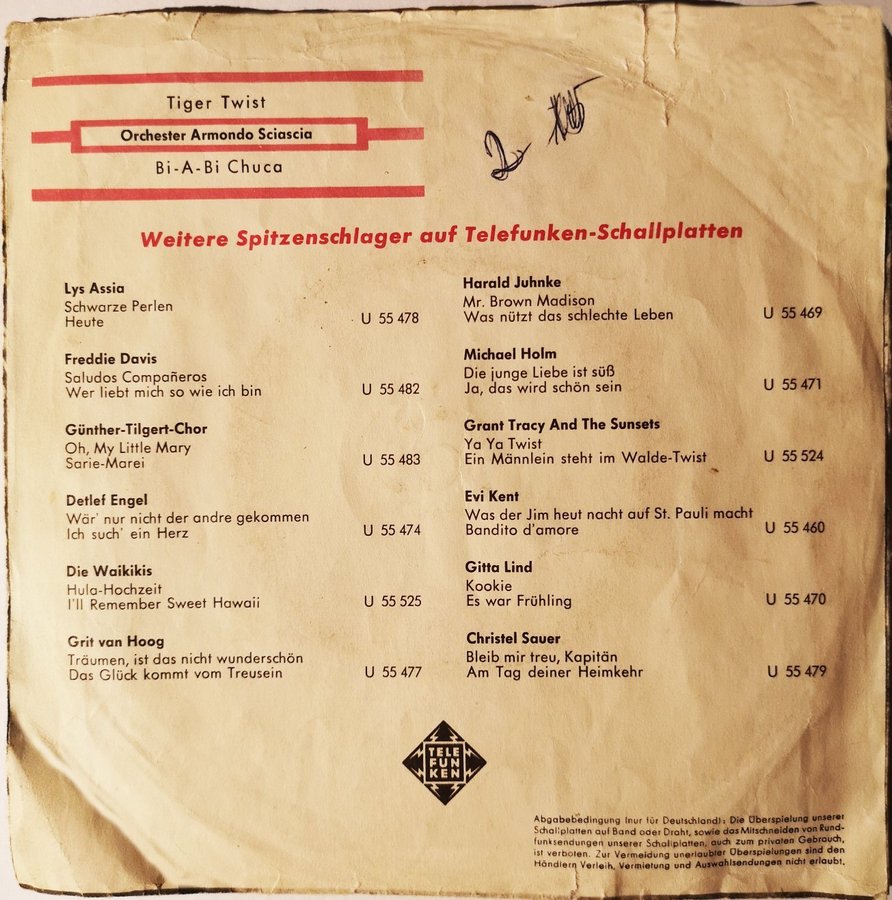 Tiger Twist
Orchester Armondo Sciascia
Bi-A-Bi Chuca
Weitere Spitzenschlager auf Telefunken-Schallplatten
Lys Assia
Schwarze Perlen
Heute U 55 478
Freddie Davis
Saludos Compañeros
Wer liebt mich so wie ich bin U 55 482
Günther-Tilgert-Chor
Oh, My Little Mary
Sarie-Marei U 55 483
Detlef Engel
Wär' nur nicht der andre gekommen
Ich such' ein Herz U 55 474
Die Waikikis
Hula-Hochzeit
I'll Remember Sweet Hawaii U 55 525
Grit van Hoog
Träumen, ist das nicht wunderschön
Das Glück kommt vom Treusein U 55 477
Harald Juhnke
Mr. Brown Madison
Was nützt das schlechte Leben U 55 469
Michael Holm
Die junge Liebe ist süß
Ja, das wird schön sein U 55 471
Grant Tracy And The Sunsets
Ya Ya Twist
Ein Männlein steht im Walde-Twist U 55 524
Evi Kent
Was der Jim heut nacht auf St. Pauli macht
Bandito d'amore U 55 460
Gitta Lind
Kookie
Es war Frühling U 55 470
Christel Sauer
Bleib mir treu, Kapitän
Am Tag deiner Heimkehr U 55 479
TELE
FUN
KEN
Abgabebedingung (nur für Deutschland): Die Überspielung unserer
Schallplatten auf Band oder Draht, sowie das Mitschneiden von Rund-
funksendungen unserer Schallplatten, auch zum privaten Gebrauch,
ist verboten. Zur Vermeidung unerlaubter Überspielungen sind den
Händlern Verleih, Vermietung und Auswahlsendungen nicht erlaubt.